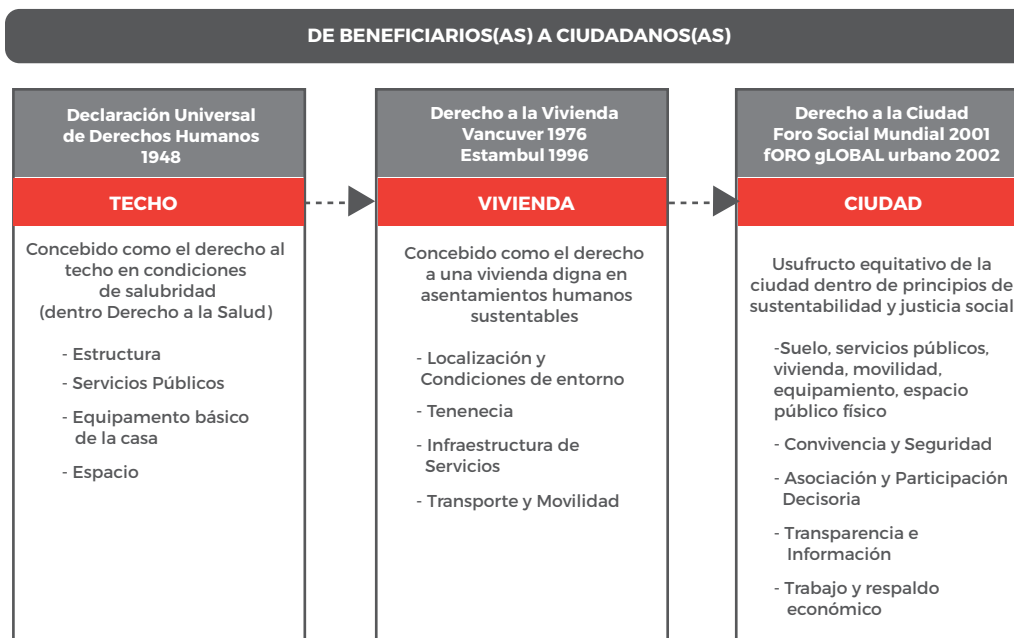 DE BENEFICIARIOS(AS) A CIUDADANOS(AS)
Declaración Universal
de Derechos Humanos
1948
TECHO
Concebido como el derecho al
techo en condiciones
de salubridad
(dentro Derecho a la Salud)
- Estructura
- Servicios Públicos
- Equipamento básico
de la casa
- Espacio
Derecho a la Vivienda
Vancuver 1976
Estambul 1996
VIVIENDA
Concebido como el derecho
a una vivienda digna en
asentamientos humanos
sustentables
- Localización y
Condiciones de entorno
- Tenenecia
- Infraestructura de
Servicios
- Transporte y Movilidad
Derecho a la Ciudad
Foro Social Mundial 2001
fORO gLOBAL urbano 2002
CIUDAD
Usufructo equitativo de la
ciudad dentro de principios de
sustentabilidad y justicia social
-Suelo, servicios públicos,
vivienda, movilidad,
equipamiento, espacio
público físico
- Convivencia y Seguridad
- Asociación y Participación
Decisoria
- Transparencia e
Información
- Trabajo y respaldo
económico